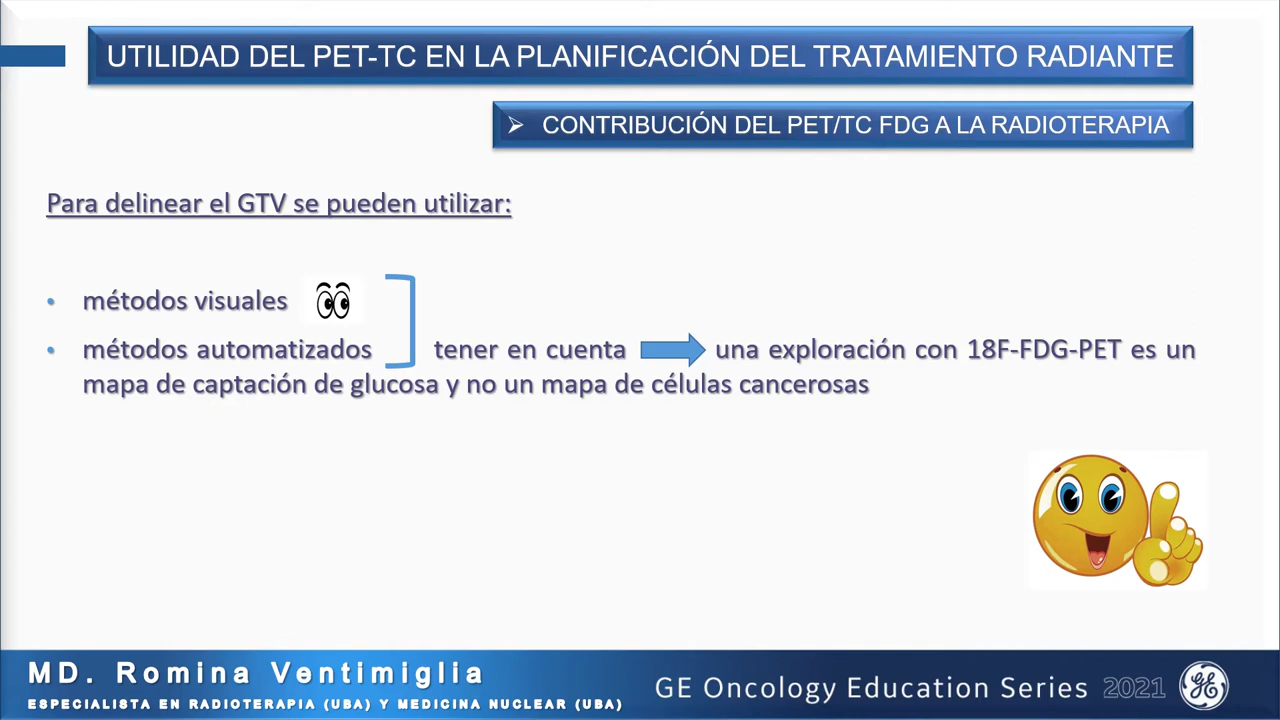 UTILIDAD DEL PET-TC EN LA PLANIFICACIÓN DEL TRATAMIENTO RADIANTE
➢ CONTRIBUCIÓN DEL PET/TC FDG A LA RADIOTERAPIA
Para delinear el GTV se pueden utilizar:
• métodos visuales
• métodos automatizados tener en cuenta una exploración con 18F-FDG-PET es un
mapa de captación de glucosa y no un mapa de células cancerosas
MD. Romina Ventimiglia
ESPECIALISTA EN RADIOTERAPIA (UBA) Y MEDICINA NUCLEAR (UBA)
GE Oncology Education Series 2021